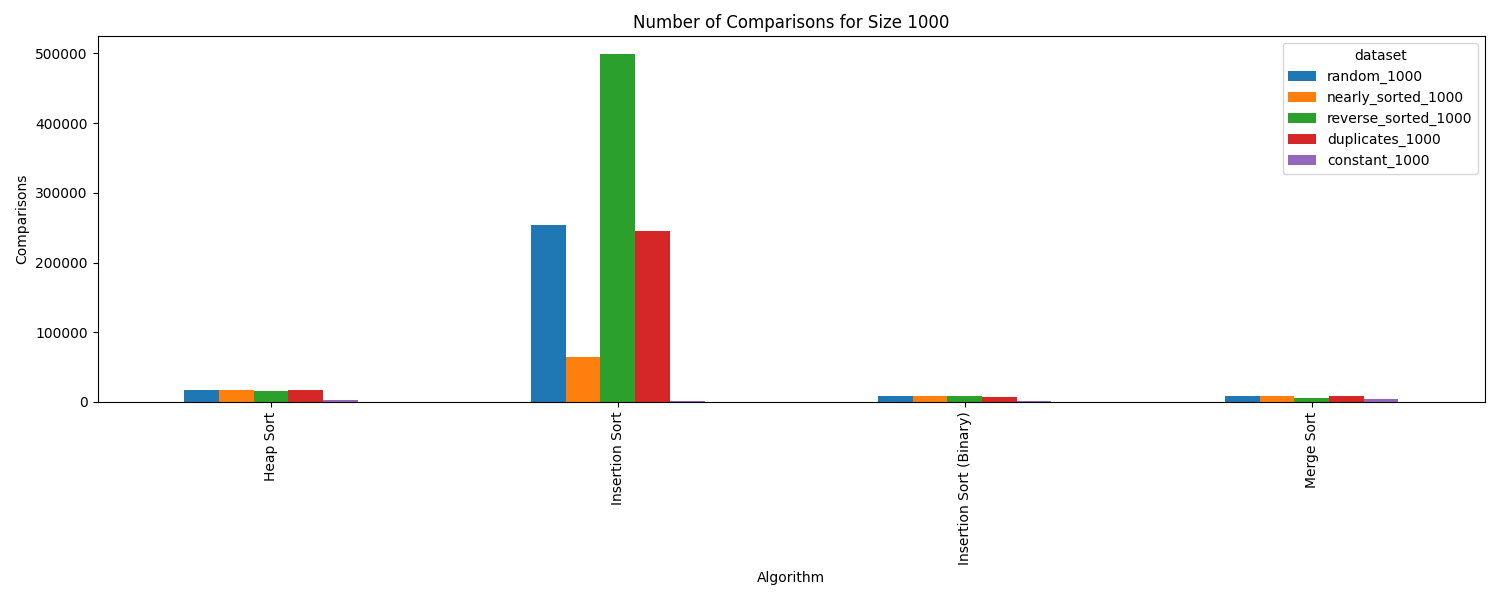 Number of Comparisons for Size 1000
dataset
random_1000
nearly_sorted_1000
reverse_sorted_1000
duplicates_1000
constant_1000
Comparisons
500000
400000
300000
200000
100000
0
Heap Sort
Insertion Sort
Insertion Sort (Binary)
Merge Sort
Algorithm